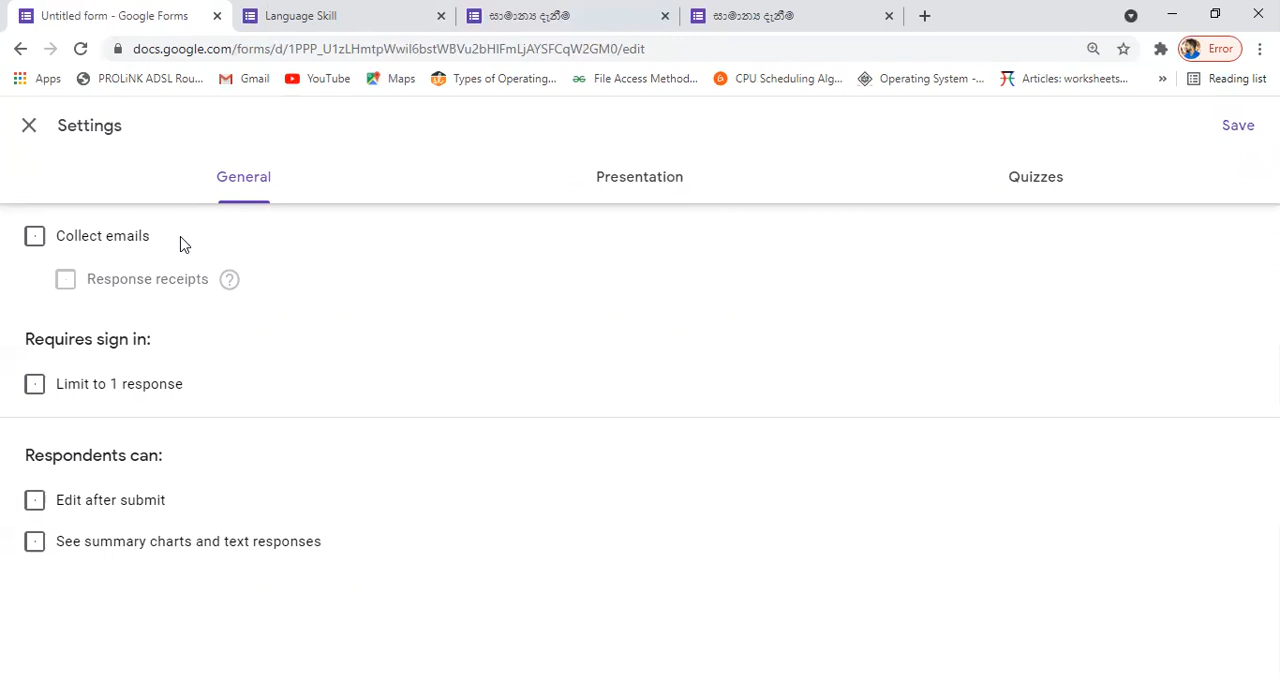 Untitled form - Google Forms
Language Skill
සාමාන්‍ය දැනීම
සාමාන්‍ය දැනීම
docs.google.com/forms/d/1PPP_U1zLHmtpWwil6bstWBVu2bHIFmLjAYSFCqW2GM0/edit
Error
Apps
PROLiNK ADSL Rou...
Gmail
YouTube
Maps
Types of Operating...
File Access Method...
CPU Scheduling Alg...
Operating System -...
Articles: worksheets...
»
Reading list
Settings
Save
General
Presentation
Quizzes
Collect emails
Response receipts
Requires sign in:
Limit to 1 response
Respondents can:
Edit after submit
See summary charts and text responses